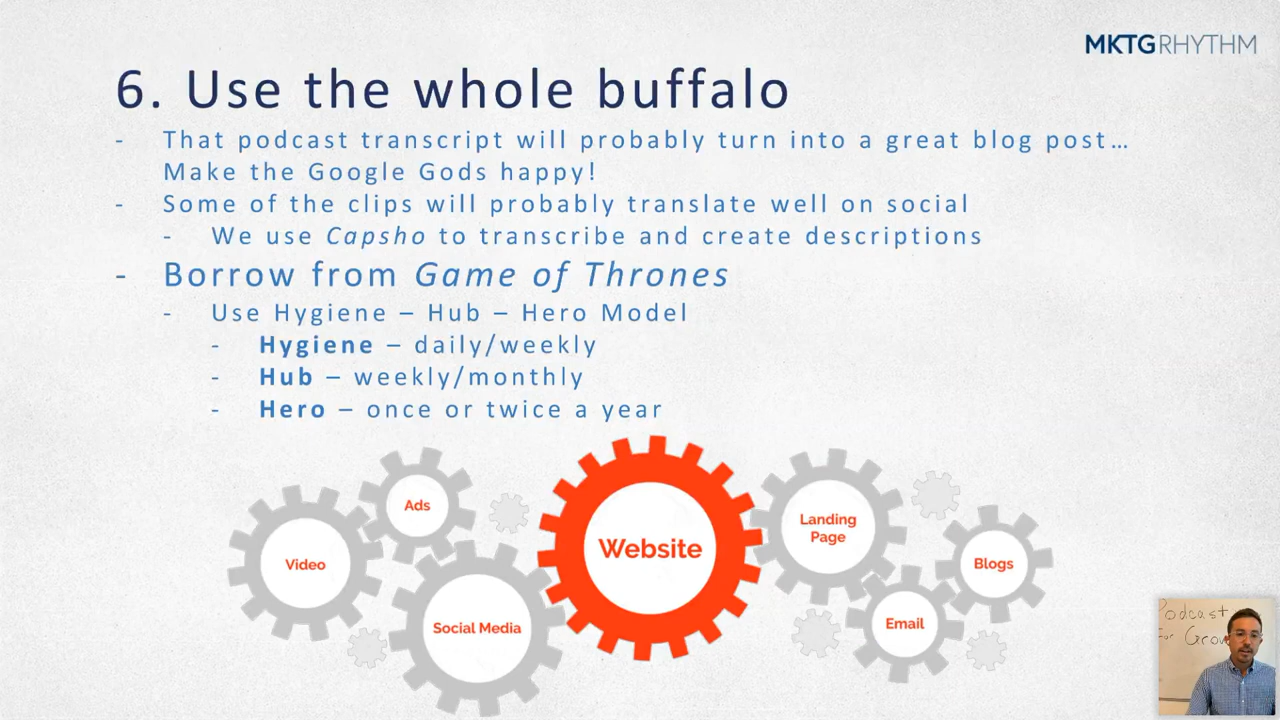 MKTGRHYTHM
6. Use the whole buffalo
- That podcast transcript will probably turn into a great blog post…
Make the Google Gods happy!
- Some of the clips will probably translate well on social
- We use Capsho to transcribe and create descriptions
- Borrow from Game of Thrones
- Use Hygiene – Hub – Hero Model
- Hygiene – daily/weekly
- Hub – weekly/monthly
- Hero – once or twice a year
Video
Ads
Social Media
Website
Landing
Page
Email
Blogs
Podcast
For